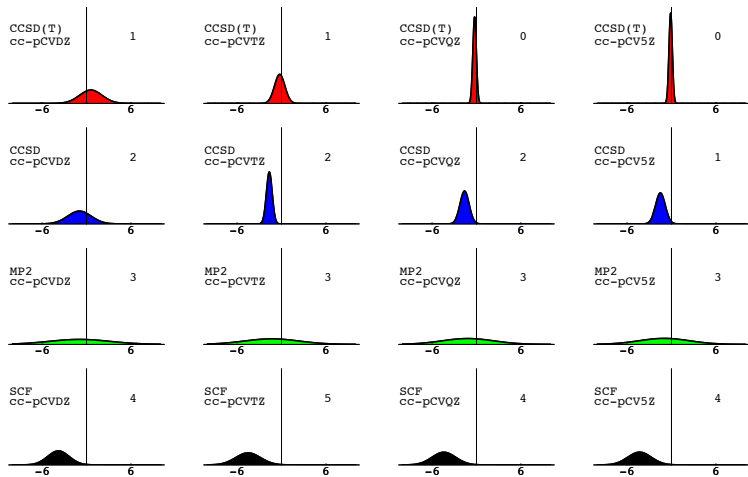 CCSD(T)
cc-pCVDZ
1
-6 6
CCSD(T)
cc-pCVTZ
1
-6 6
CCSD(T)
cc-pCVQZ
0
-6 6
CCSD(T)
cc-pCV5Z
0
-6 6
CCSD
cc-pCVDZ
2
-6 6
CCSD
cc-pCVTZ
2
-6 6
CCSD
cc-pCVQZ
2
-6 6
CCSD
cc-pCV5Z
1
-6 6
MP2
cc-pCVDZ
3
-6 6
MP2
cc-pCVTZ
3
-6 6
MP2
cc-pCVQZ
3
-6 6
MP2
cc-pCV5Z
3
-6 6
SCF
cc-pCVDZ
4
-6 6
SCF
cc-pCVTZ
5
-6 6
SCF
cc-pCVQZ
4
-6 6
SCF
cc-pCV5Z
4
-6 6